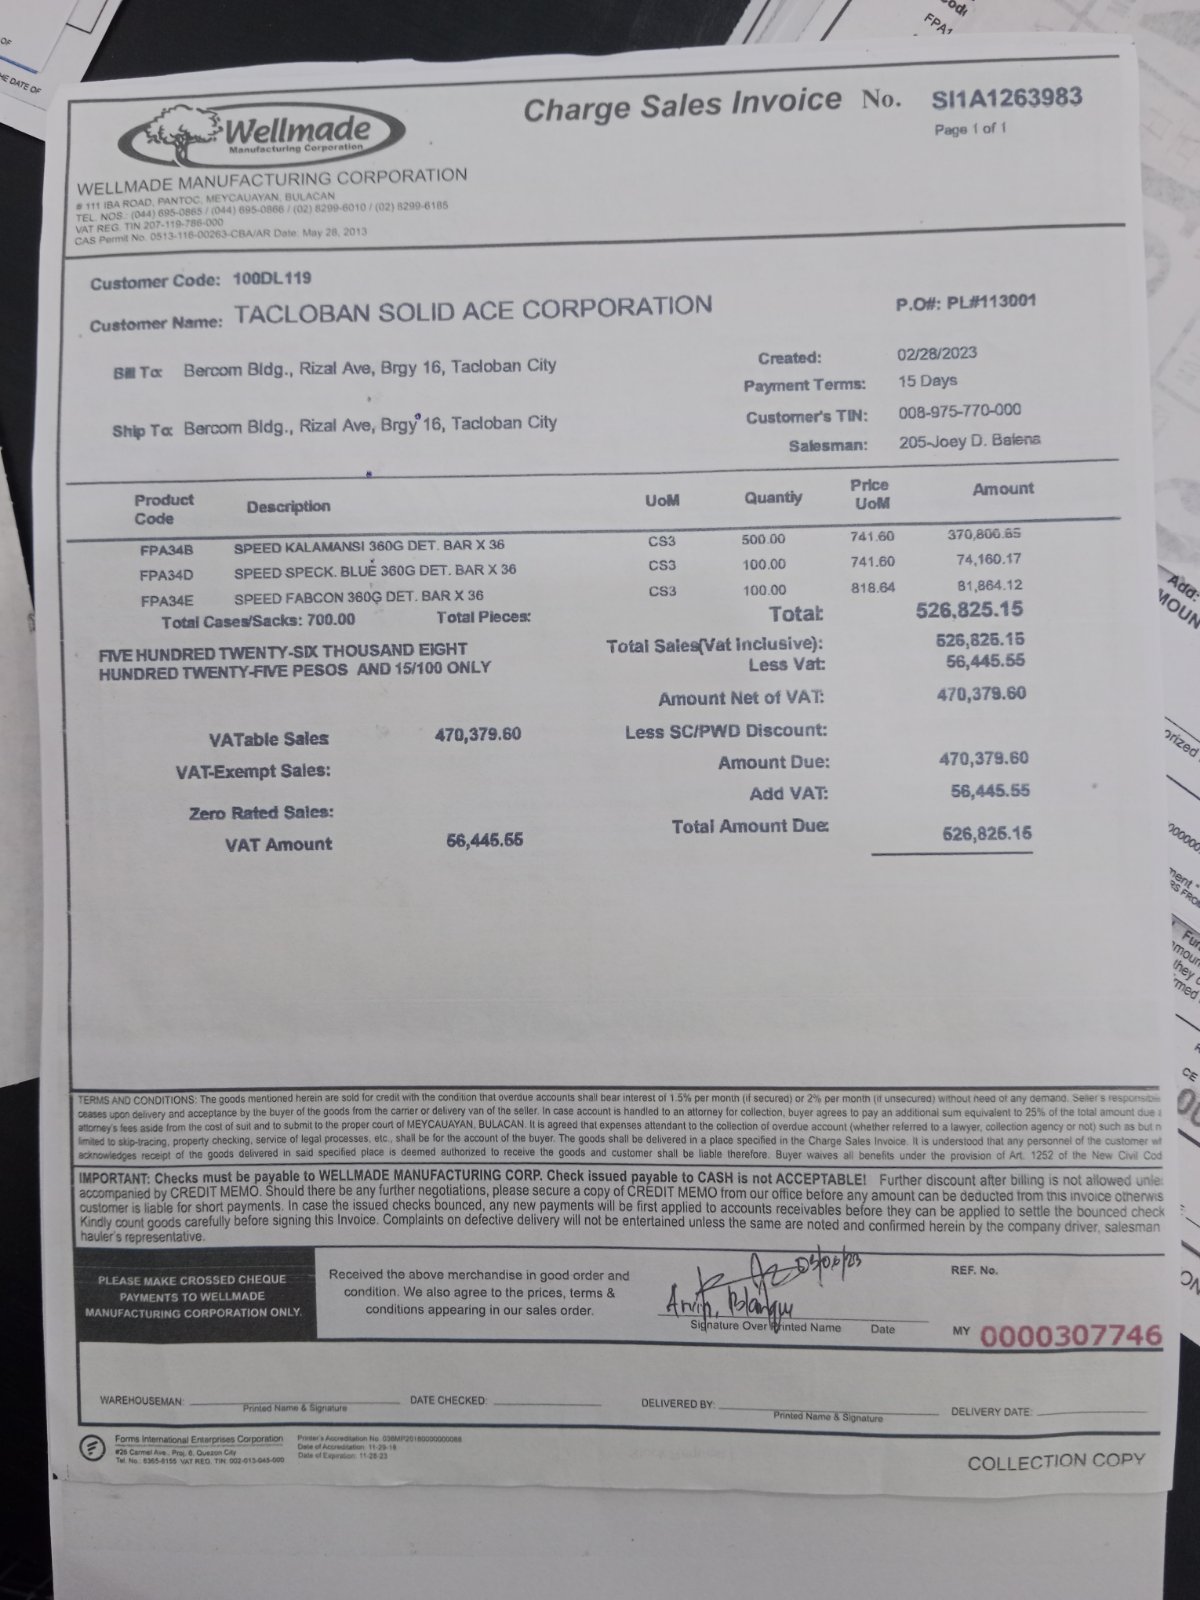 Wellmade
Manufacturing Corporation
Charge Sales Invoice No. SI1A1263983
Page 1 of 1
WELLMADE MANUFACTURING CORPORATION
# 111 IBA ROAD, PANTOC, MEYCAUAYAN, BULACAN
TEL. NOS.: (044) 695-0865 / (044) 695-0866 / (02) 8299-6010 / (02) 8299-6185
VAT REG. TIN 207-119-786-000
CAS Permit No. 0513-116-00263-CBA/AR Date: May 28, 2013
Customer Code: 100DL119
Customer Name: TACLOBAN SOLID ACE CORPORATION
P.O#: PL#113001
Bill To: Bercom Bldg., Rizal Ave, Brgy 16, Tacloban City
Created: 02/28/2023
Payment Terms: 15 Days
Ship To: Bercom Bldg., Rizal Ave, Brgy 16, Tacloban City
Customer's TIN: 008-975-770-000
Salesman: 205-Joey D. Balena
Product Code Description UoM Quantiy Price UoM Amount
FPA34B SPEED KALAMANSI 360G DET. BAR X 36 CS3 500.00 741.60 370,800.85
FPA34D SPEED SPECK. BLUE 360G DET. BAR X 36 CS3 100.00 741.60 74,160.17
FPA34E SPEED FABCON 360G DET. BAR X 36 CS3 100.00 818.64 81,864.12
Total Cases/Sacks: 700.00 Total Pieces: Total: 526,825.15
FIVE HUNDRED TWENTY-SIX THOUSAND EIGHT
HUNDRED TWENTY-FIVE PESOS AND 15/100 ONLY
Total Sales(Vat Inclusive): 526,825.15
Less Vat: 56,445.55
Amount Net of VAT: 470,379.60
VATable Sales 470,379.60 Less SC/PWD Discount:
VAT-Exempt Sales: Amount Due: 470,379.60
Zero Rated Sales: Add VAT: 56,445.55
VAT Amount 56,445.55 Total Amount Due: 526,825.15
TERMS AND CONDITIONS: The goods mentioned herein are sold for credit with the condition that overdue accounts shall bear interest of 1.5% per month (if secured) or 2% per month (if unsecured) without need of any demand. Seller's responsible
ceases upon delivery and acceptance by the buyer of the goods from the carrier or delivery van of the seller. In case account is handled to an attorney for collection, buyer agrees to pay an additional sum equivalent to 25% of the total amount due
attorney's fees aside from the cost of suit and to submit to the proper court of MEYCAUAYAN, BULACAN. It is agreed that expenses attendant to the collection of overdue account (whether referred to a lawyer, collection agency or not) such as but n
limited to skip-tracing, property checking, service of legal processes, etc., shall be for the account of the buyer. The goods shall be delivered in a place specified in the Charge Sales Invoice. It is understood that any personnel of the customer wh
acknowledges receipt of the goods delivered in said specified place is deemed authorized to receive the goods and customer shall be liable therefore. Buyer waives all benefits under the provision of Art. 1252 of the New Civil Cod
IMPORTANT: Checks must be payable to WELLMADE MANUFACTURING CORP. Check issued payable to CASH is not ACCEPTABLE! Further discount after billing is not allowed unle
accompanied by CREDIT MEMO. Should there be any further negotiations, please secure a copy of CREDIT MEMO from our office before any amount can be deducted from this invoice otherwis
customer is liable for short payments. In case the issued checks bounced, any new payments will be first applied to accounts receivables before they can be applied to settle the bounced check
Kindly count goods carefully before signing this Invoice. Complaints on defective delivery will not be entertained unless the same are noted and confirmed herein by the company driver, salesman
hauler's representative.
PLEASE MAKE CROSSED CHEQUE
PAYMENTS TO WELLMADE
MANUFACTURING CORPORATION ONLY.
Received the above merchandise in good order and
condition. We also agree to the prices, terms &
conditions appearing in our sales order.
Signature Over Printed Name Date
REF. No.
MY 0000307746
WAREHOUSEMAN: DATE CHECKED: DELIVERED BY: DELIVERY DATE:
Printed Name & Signature Printed Name & Signature
Forms International Enterprises Corporation
#26 Carmel Ave., Proj. 6, Quezon City
Tel. No.: 8365-8155 VAT REG. TIN: 002-013-045-000
Printer's Accreditation No.
Date of Accreditation: 11-29-18
Date of Expiration: 11-28-23
COLLECTION COPY